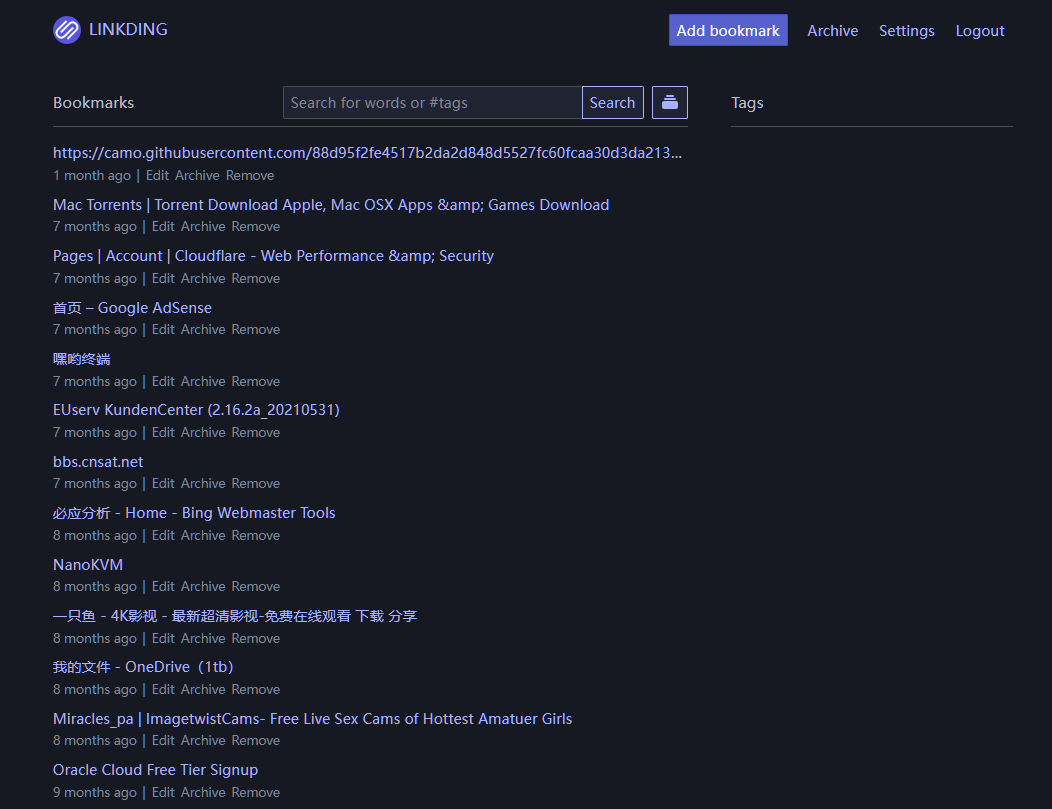 LINKDING
Add bookmark Archive Settings Logout
Bookmarks
Search for words or #tags Search
Tags
https://camo.githubusercontent.com/88d95f2fe4517b2da2d848d5527fc60fcaa30d3da213...
1 month ago | Edit Archive Remove
Mac Torrents | Torrent Download Apple, Mac OSX Apps &amp; Games Download
7 months ago | Edit Archive Remove
Pages | Account | Cloudflare - Web Performance &amp; Security
7 months ago | Edit Archive Remove
首页 – Google AdSense
7 months ago | Edit Archive Remove
嘿哟终端
7 months ago | Edit Archive Remove
EUserv KundenCenter (2.16.2a_20210531)
7 months ago | Edit Archive Remove
bbs.cnsat.net
7 months ago | Edit Archive Remove
必应分析 - Home - Bing Webmaster Tools
8 months ago | Edit Archive Remove
NanoKVM
8 months ago | Edit Archive Remove
一只鱼 - 4K影视 - 最新超清影视-免费在线观看 下载 分享
8 months ago | Edit Archive Remove
我的文件 - OneDrive（1tb）
8 months ago | Edit Archive Remove
Miracles_pa | ImagetwistCams- Free Live Sex Cams of Hottest Amatuer Girls
8 months ago | Edit Archive Remove
Oracle Cloud Free Tier Signup
9 months ago | Edit Archive Remove